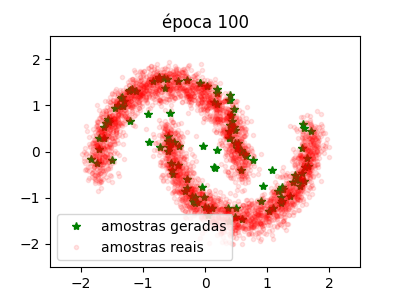 época 100
2
1
0
−1
−2
amostras geradas
amostras reais
−2 −1 0 1 2